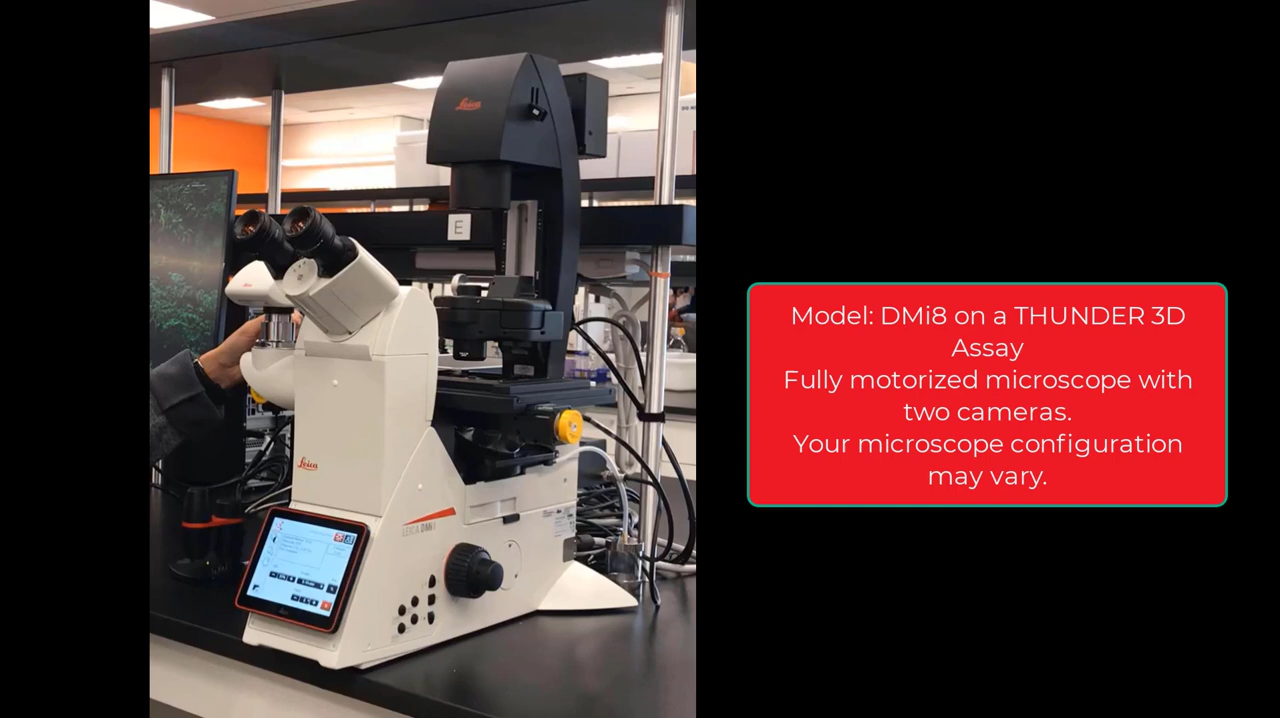 Leica
E
Leica
LEICA DMi8
Leica
Model: DMi8 on a THUNDER 3D
Assay
Fully motorized microscope with
two cameras.
Your microscope configuration
may vary.